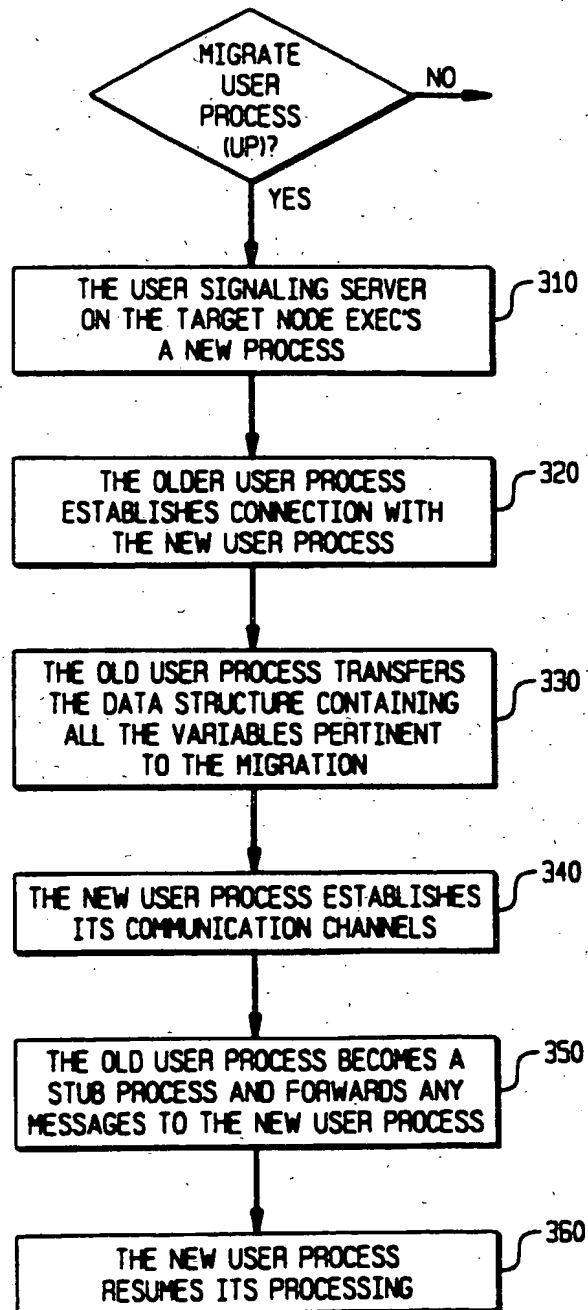 MIGRATE
USER
PROCESS
(UP)?
NO
YES
THE USER SIGNALING SERVER
ON THE TARGET NODE EXEC'S
A NEW PROCESS
310
THE OLDER USER PROCESS
ESTABLISHES CONNECTION WITH
THE NEW USER PROCESS
320
THE OLD USER PROCESS TRANSFERS
THE DATA STRUCTURE CONTAINING
ALL THE VARIABLES PERTINENT
TO THE MIGRATION
330
THE NEW USER PROCESS ESTABLISHES
ITS COMMUNICATION CHANNELS
340
THE OLD USER PROCESS BECOMES A
STUB PROCESS AND FORWARDS ANY
MESSAGES TO THE NEW USER PROCESS
350
THE NEW USER PROCESS
RESUMES ITS PROCESSING
360